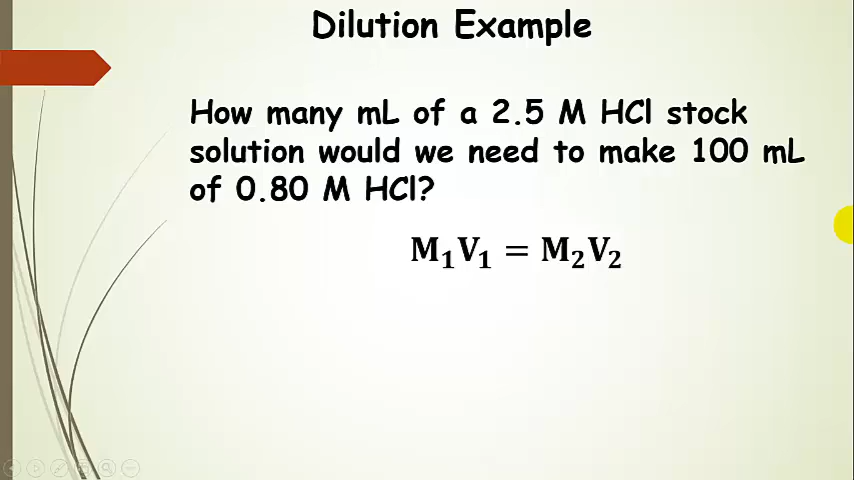 Dilution Example
How many mL of a 2.5 M HCl stock
solution would we need to make 100 mL
of 0.80 M HCl?
M₁V₁ = M₂V₂